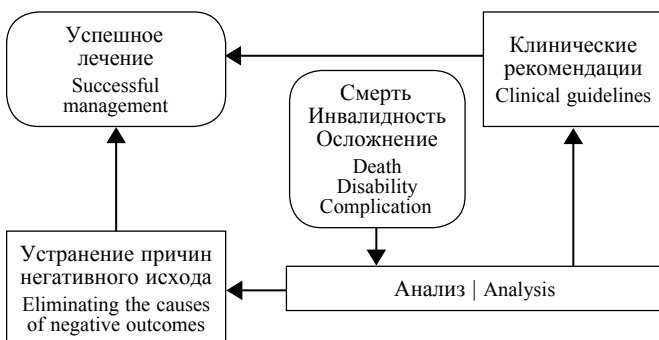 Успешное
лечение
Successful
management
Клинические
рекомендации
Clinical guidelines
Смерть
Инвалидность
Осложнение
Death
Disability
Complication
Устранение причин
негативного исхода
Eliminating the causes
of negative outcomes
Анализ | Analysis